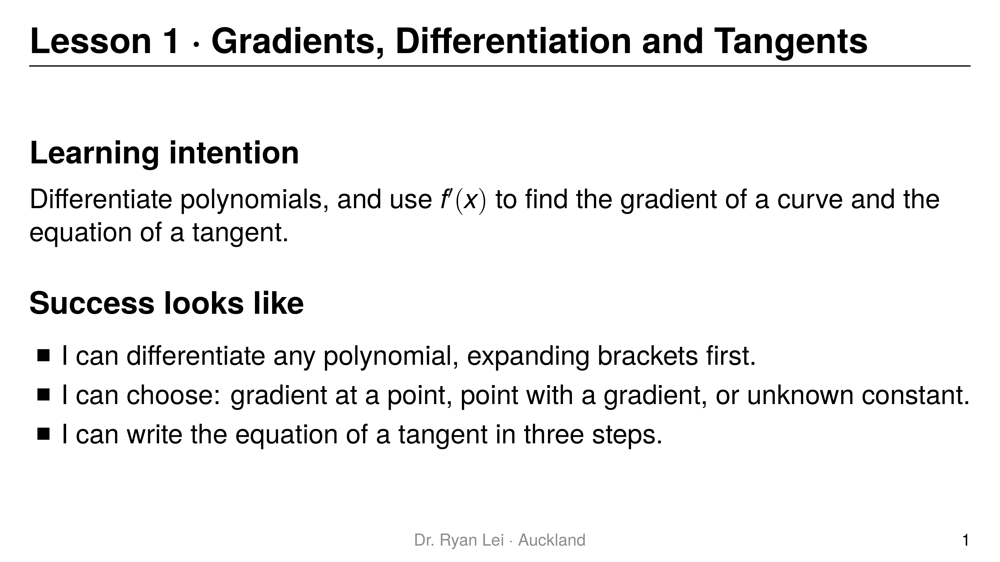 Lesson 1 · Gradients, Differentiation and Tangents
Learning intention
Differentiate polynomials, and use f′(x) to find the gradient of a curve and the
equation of a tangent.
Success looks like
■ I can differentiate any polynomial, expanding brackets first.
■ I can choose: gradient at a point, point with a gradient, or unknown constant.
■ I can write the equation of a tangent in three steps.
Dr. Ryan Lei · Auckland
1